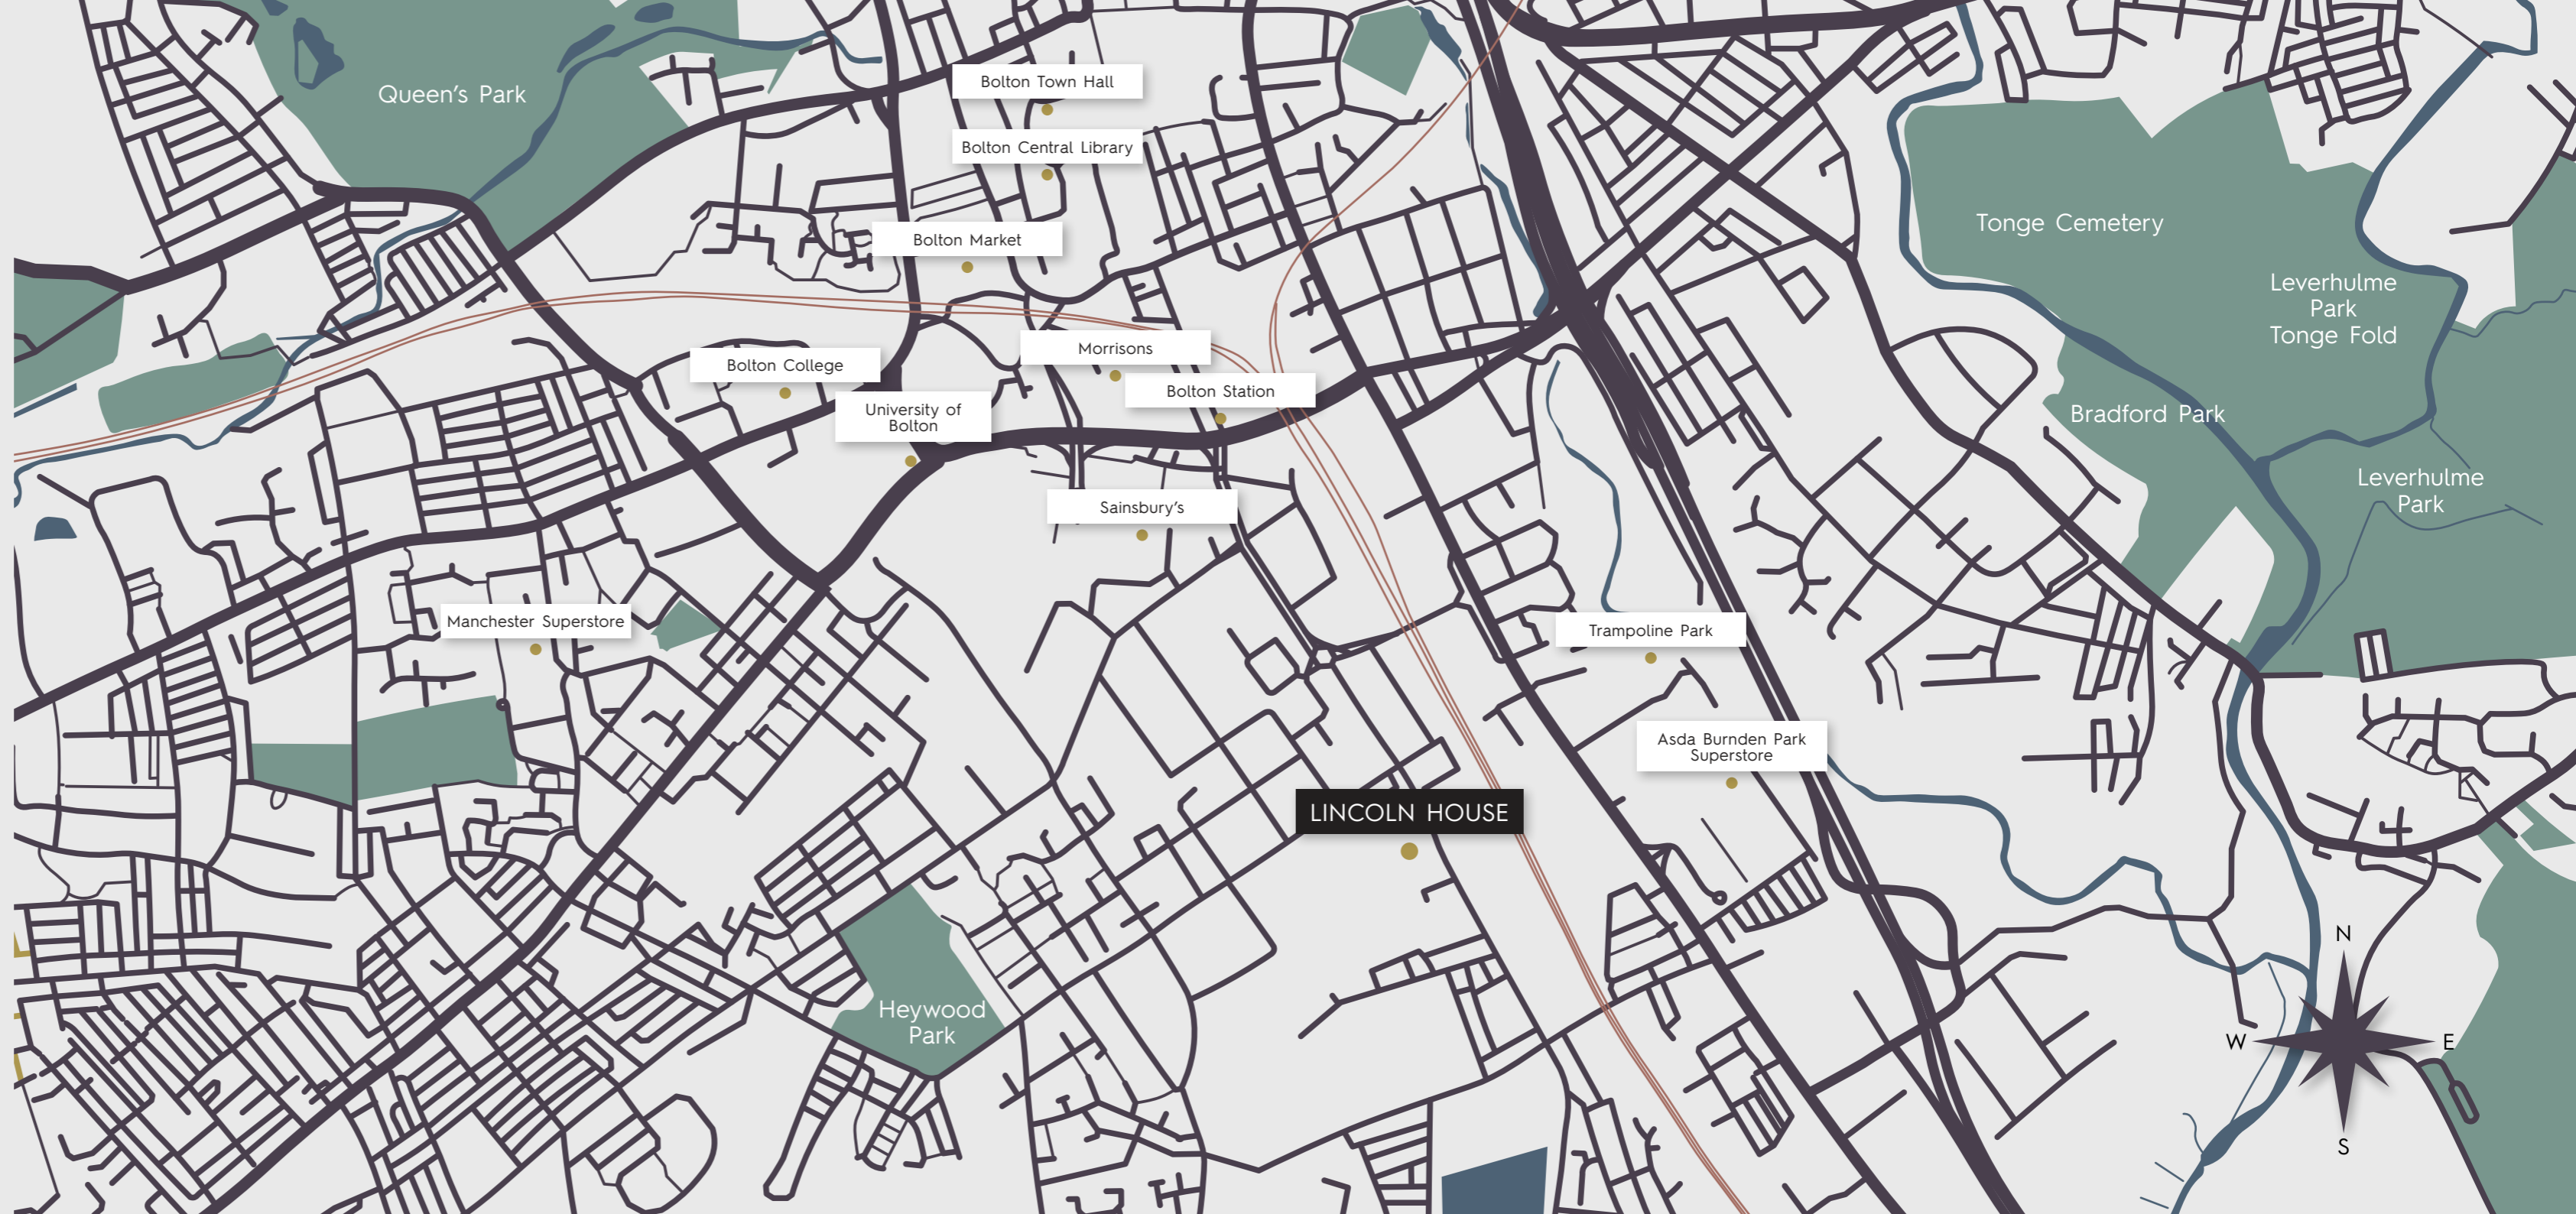 Bolton Town Hall
Queen's Park
Bolton Central Library
Tonge Cemetery
Bolton Market
Leverhulme
Park
Tonge Fold
Morrisons
Bolton College
Bolton Station
University of
Bolton
Bradford Park
Leverhulme
Park
Sainsbury's
Manchester Superstore
Trampoline Park
Asda Burnden Park
Superstore
LINCOLN HOUSE
Heywood
Park
N
W
E
S